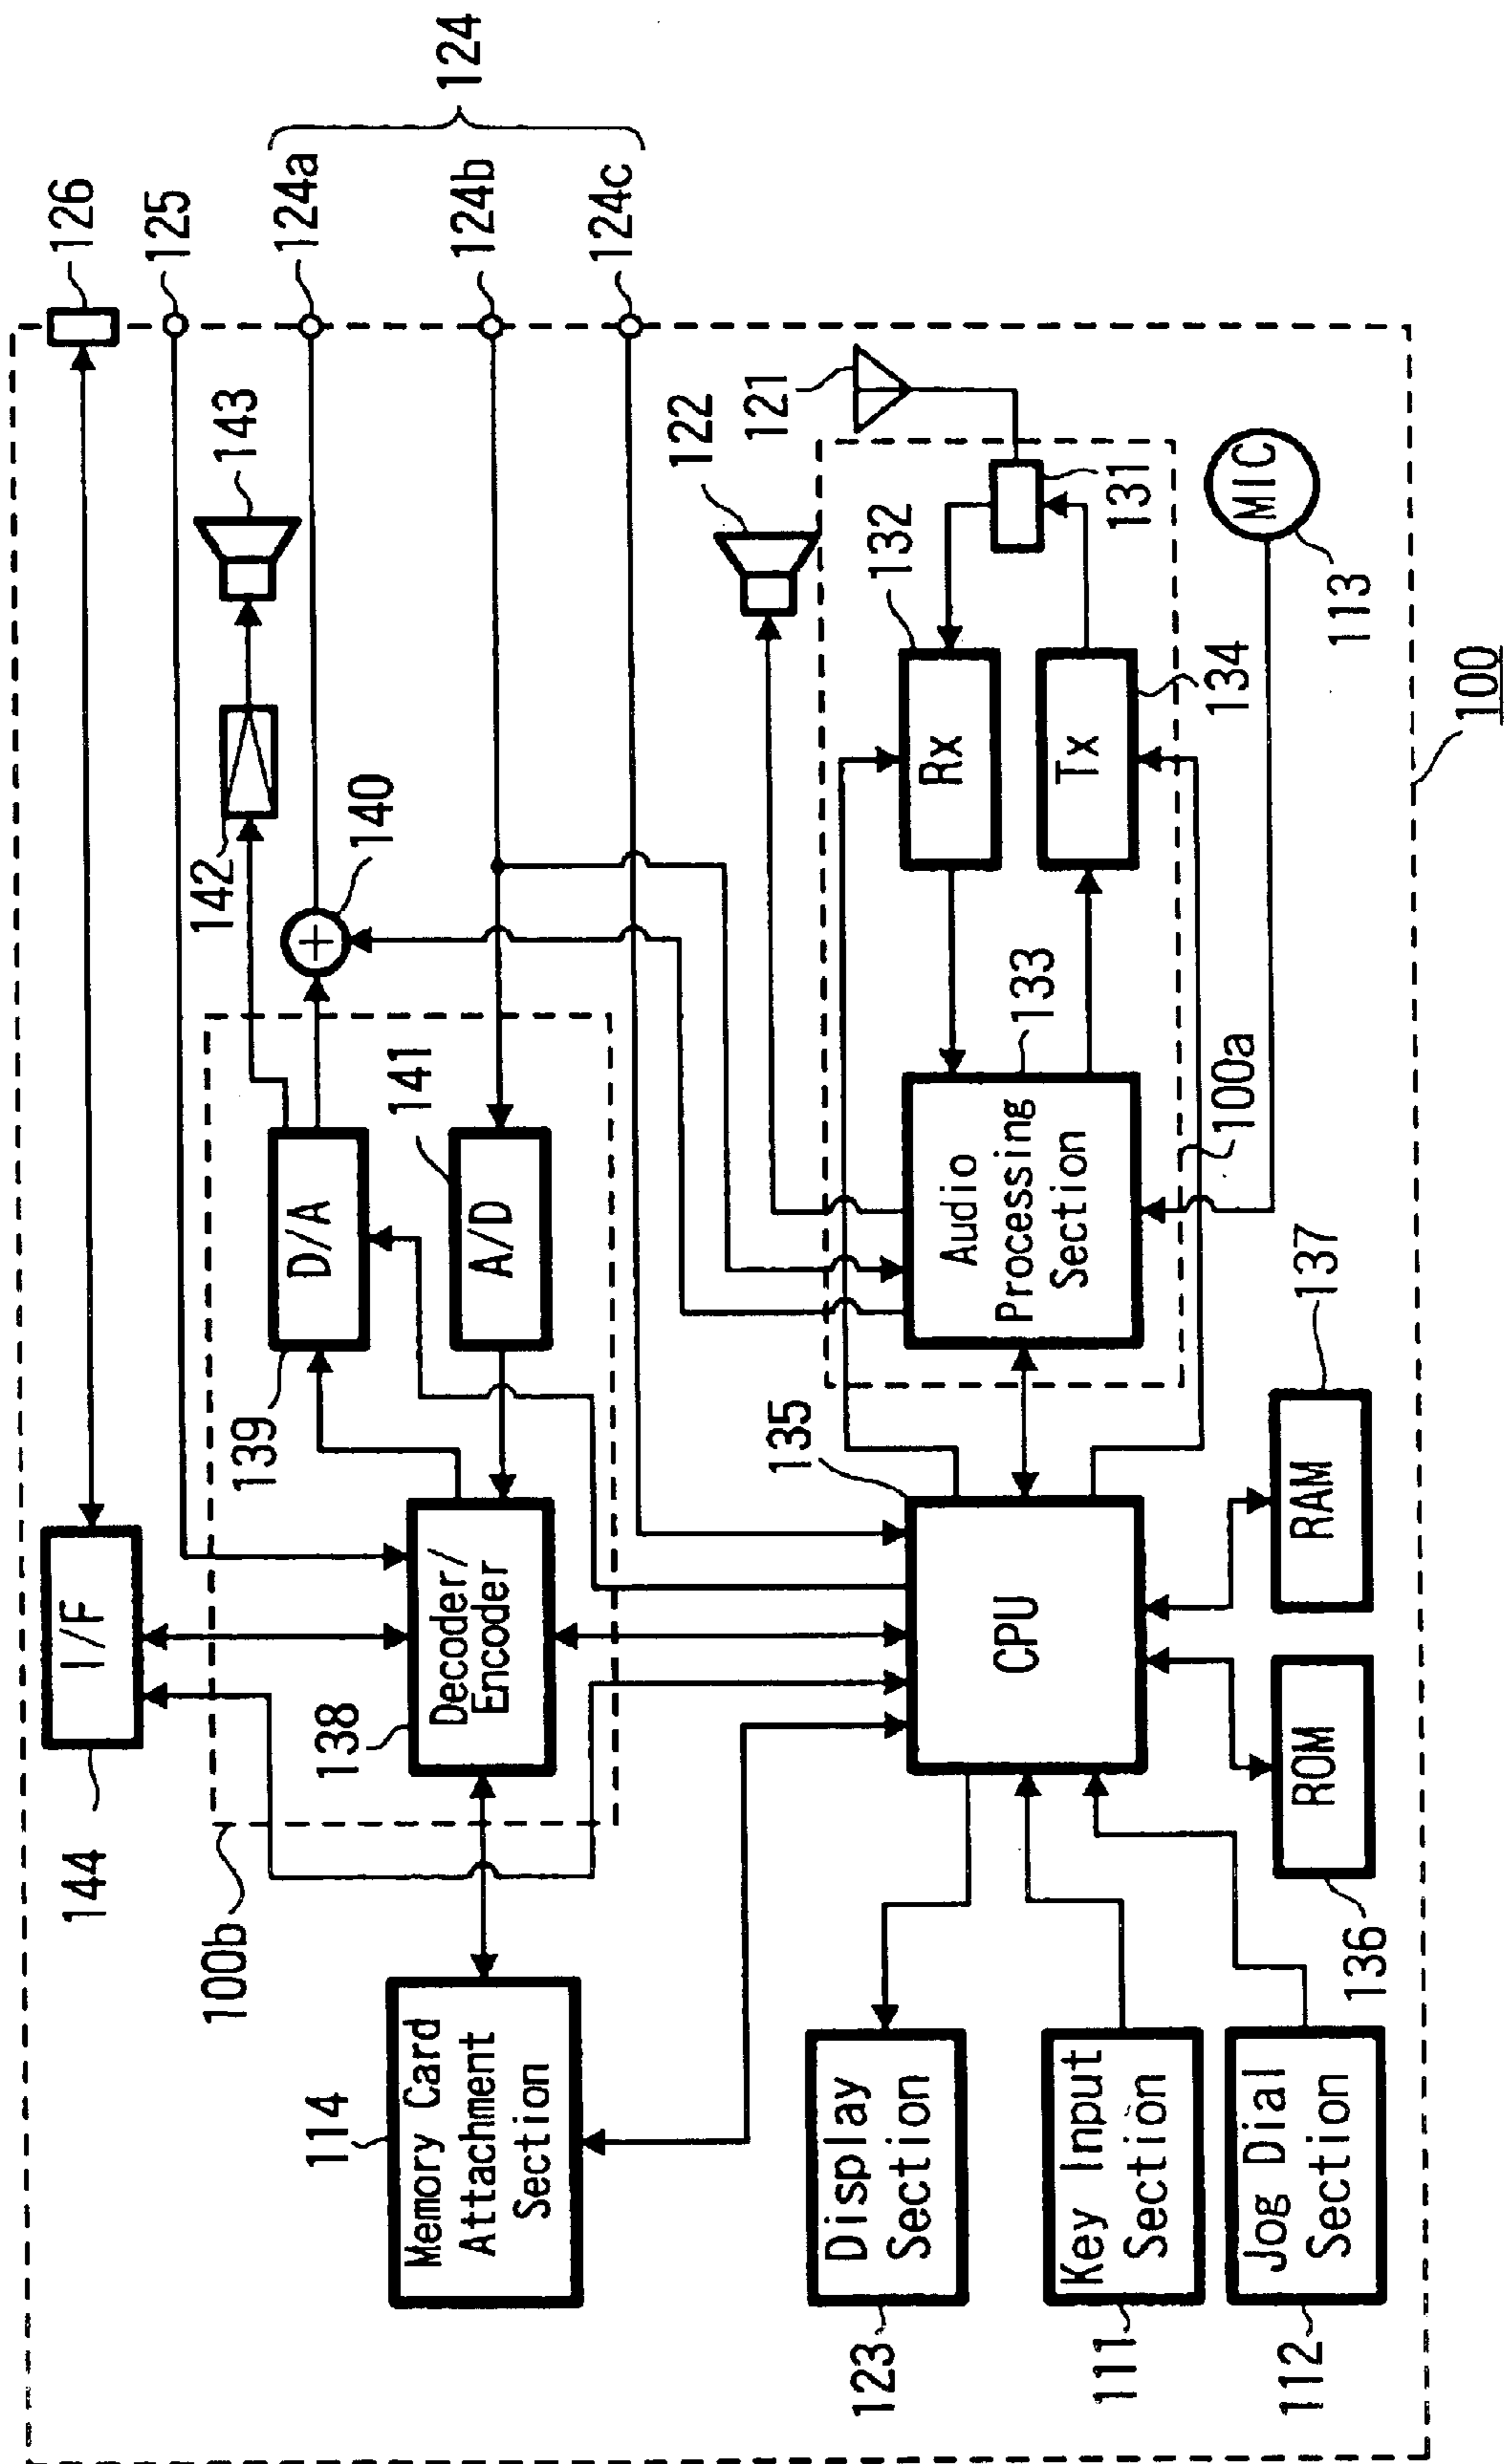 126
125
124a
124b
124c
124
144
I/F
143
142
140
100b
139
D/A
141
A/D
138
Decoder/
Encoder
114
Memory Card
Attachment
Section
122
121
132
Rx
131
Tx
134
133
Audio
Processing
Section
100a
MIC
113
135
CPU
123
Display
Section
111
Key Input
Section
112
Jog Dial
Section
136
ROM
137
RAM
100